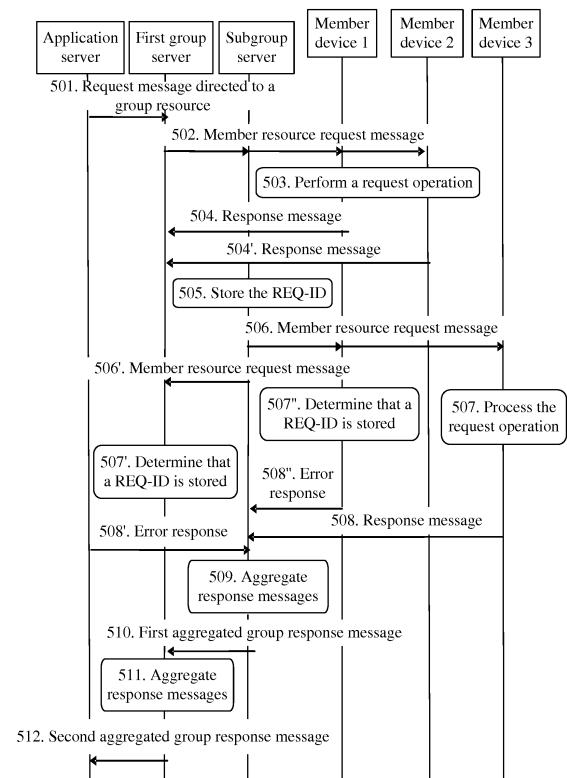 Application
server
First group
server
Subgroup
server
Member
device 1
Member
device 2
Member
device 3
501. Request message directed to a
group resource
502. Member resource request message
503. Perform a request operation
504. Response message
504'. Response message
505. Store the REQ-ID
506. Member resource request message
506'. Member resource request message
507''. Determine that a
REQ-ID is stored
507. Process the
request operation
507'. Determine that
a REQ-ID is stored
508''. Error
response
508. Response message
508'. Error response
509. Aggregate
response messages
510. First aggregated group response message
511. Aggregate
response messages
512. Second aggregated group response message